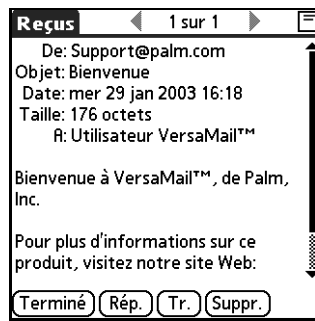 Reçus 1 sur 1
De: Support@palm.com
Objet: Bienvenue
Date: mer 29 jan 2003 16:18
Taille: 176 octets
A: Utilisateur VersaMail™
Bienvenue à VersaMail™, de Palm,
Inc.
Pour plus d'informations sur ce
produit, visitez notre site Web:
Terminé Rép. Tr. Suppr.